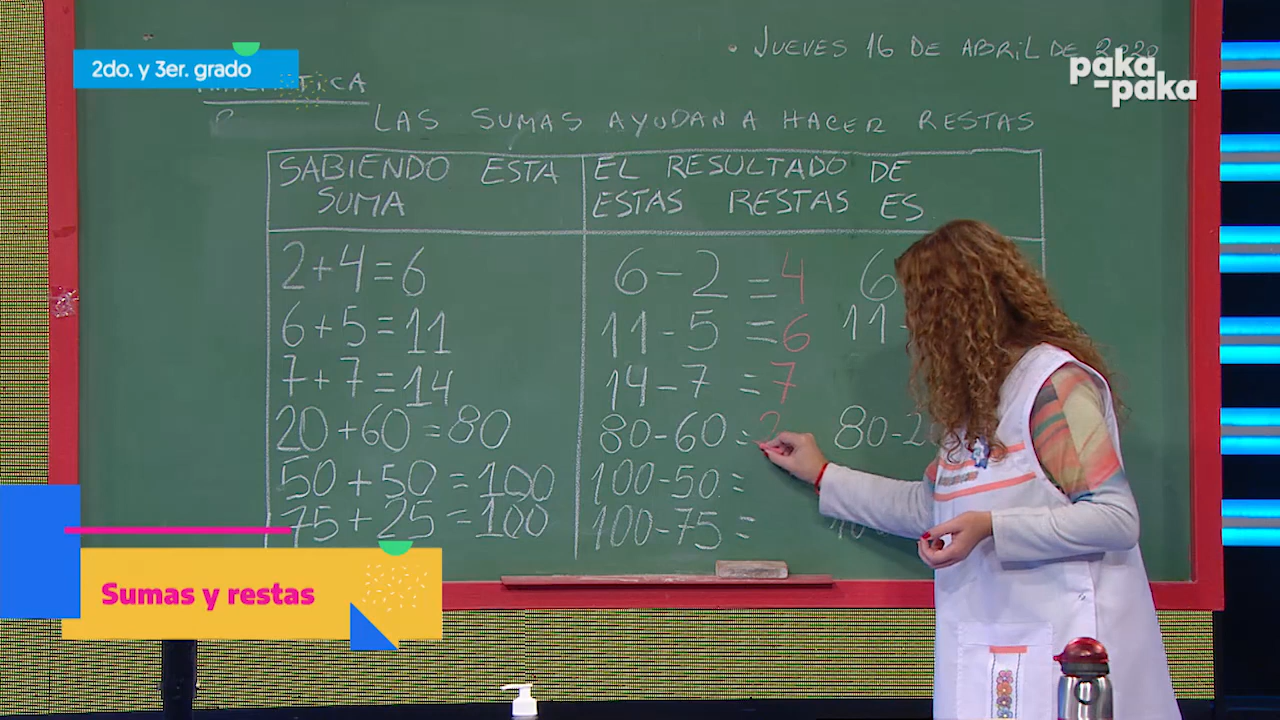 2do. y 3er. grado
• JUEVES 16 DE ABRIL DE 2020
paka-
-paka
LAS SUMAS AYUDAN A HACER RESTAS
SABIENDO ESTA SUMA
EL RESULTADO DE ESTAS RESTAS ES
2+4=6
6-2=4
6
6+5=11
11-5=6
11-
7+7=14
14-7=7
20+60=80
80-60=2
80-2
50+50=100
100-50=
75+25=100
100-75=
Sumas y restas